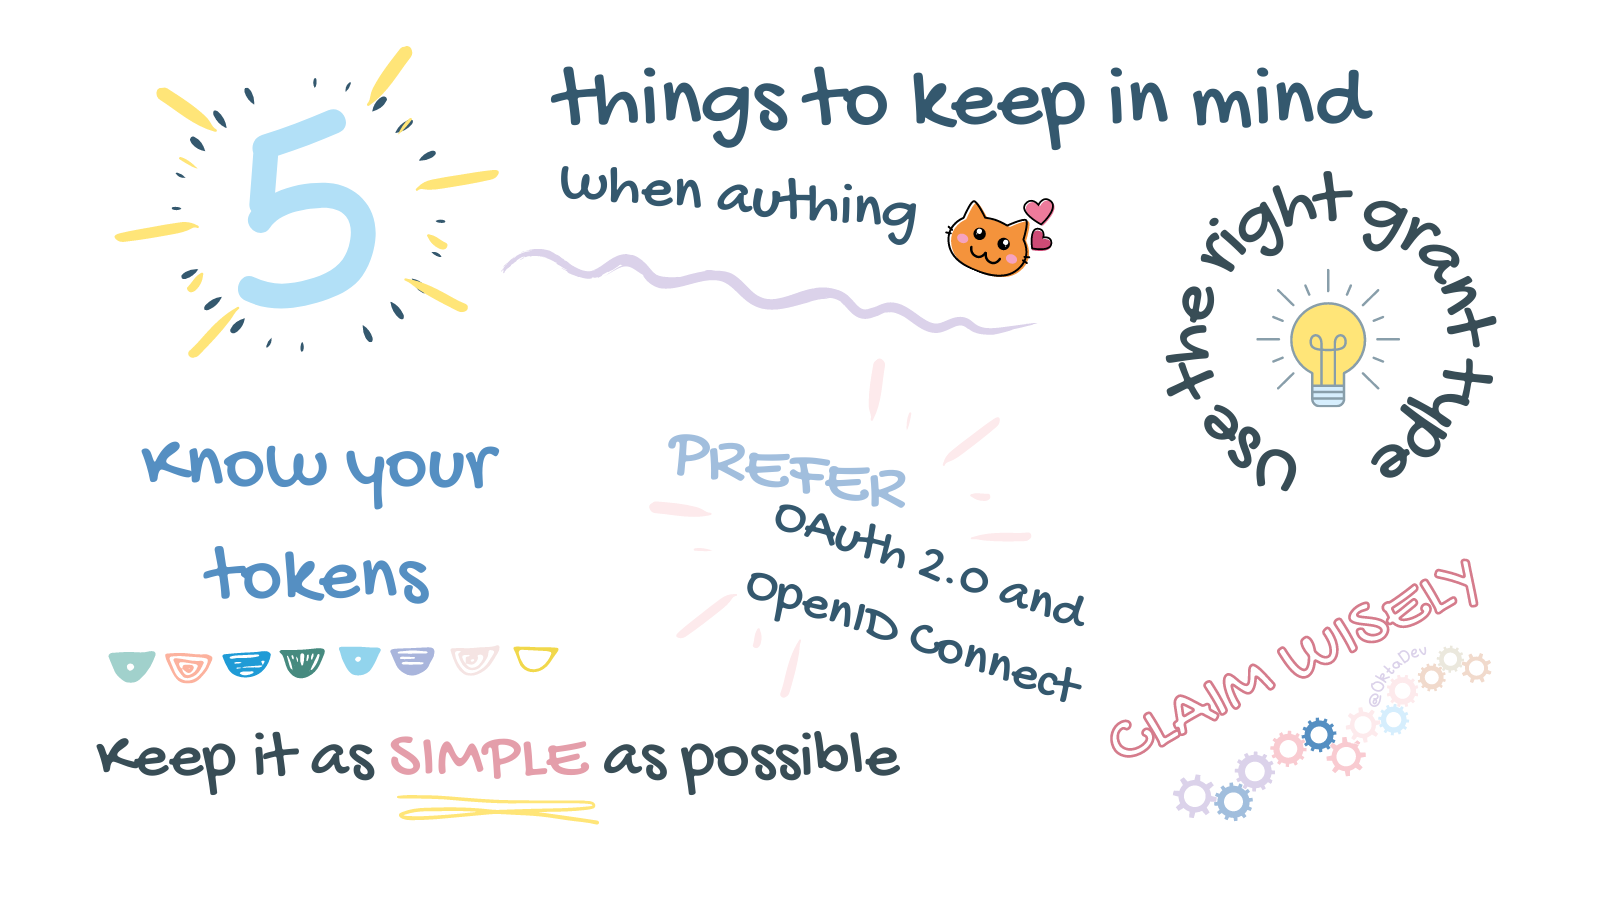 5
things to keep in mind
when authing
Use the right grant type
Know your
tokens
PREFER
OAuth 2.0 and
OpenID Connect
CLAIM WISELY
@OktaDev
Keep it as SIMPLE as possible